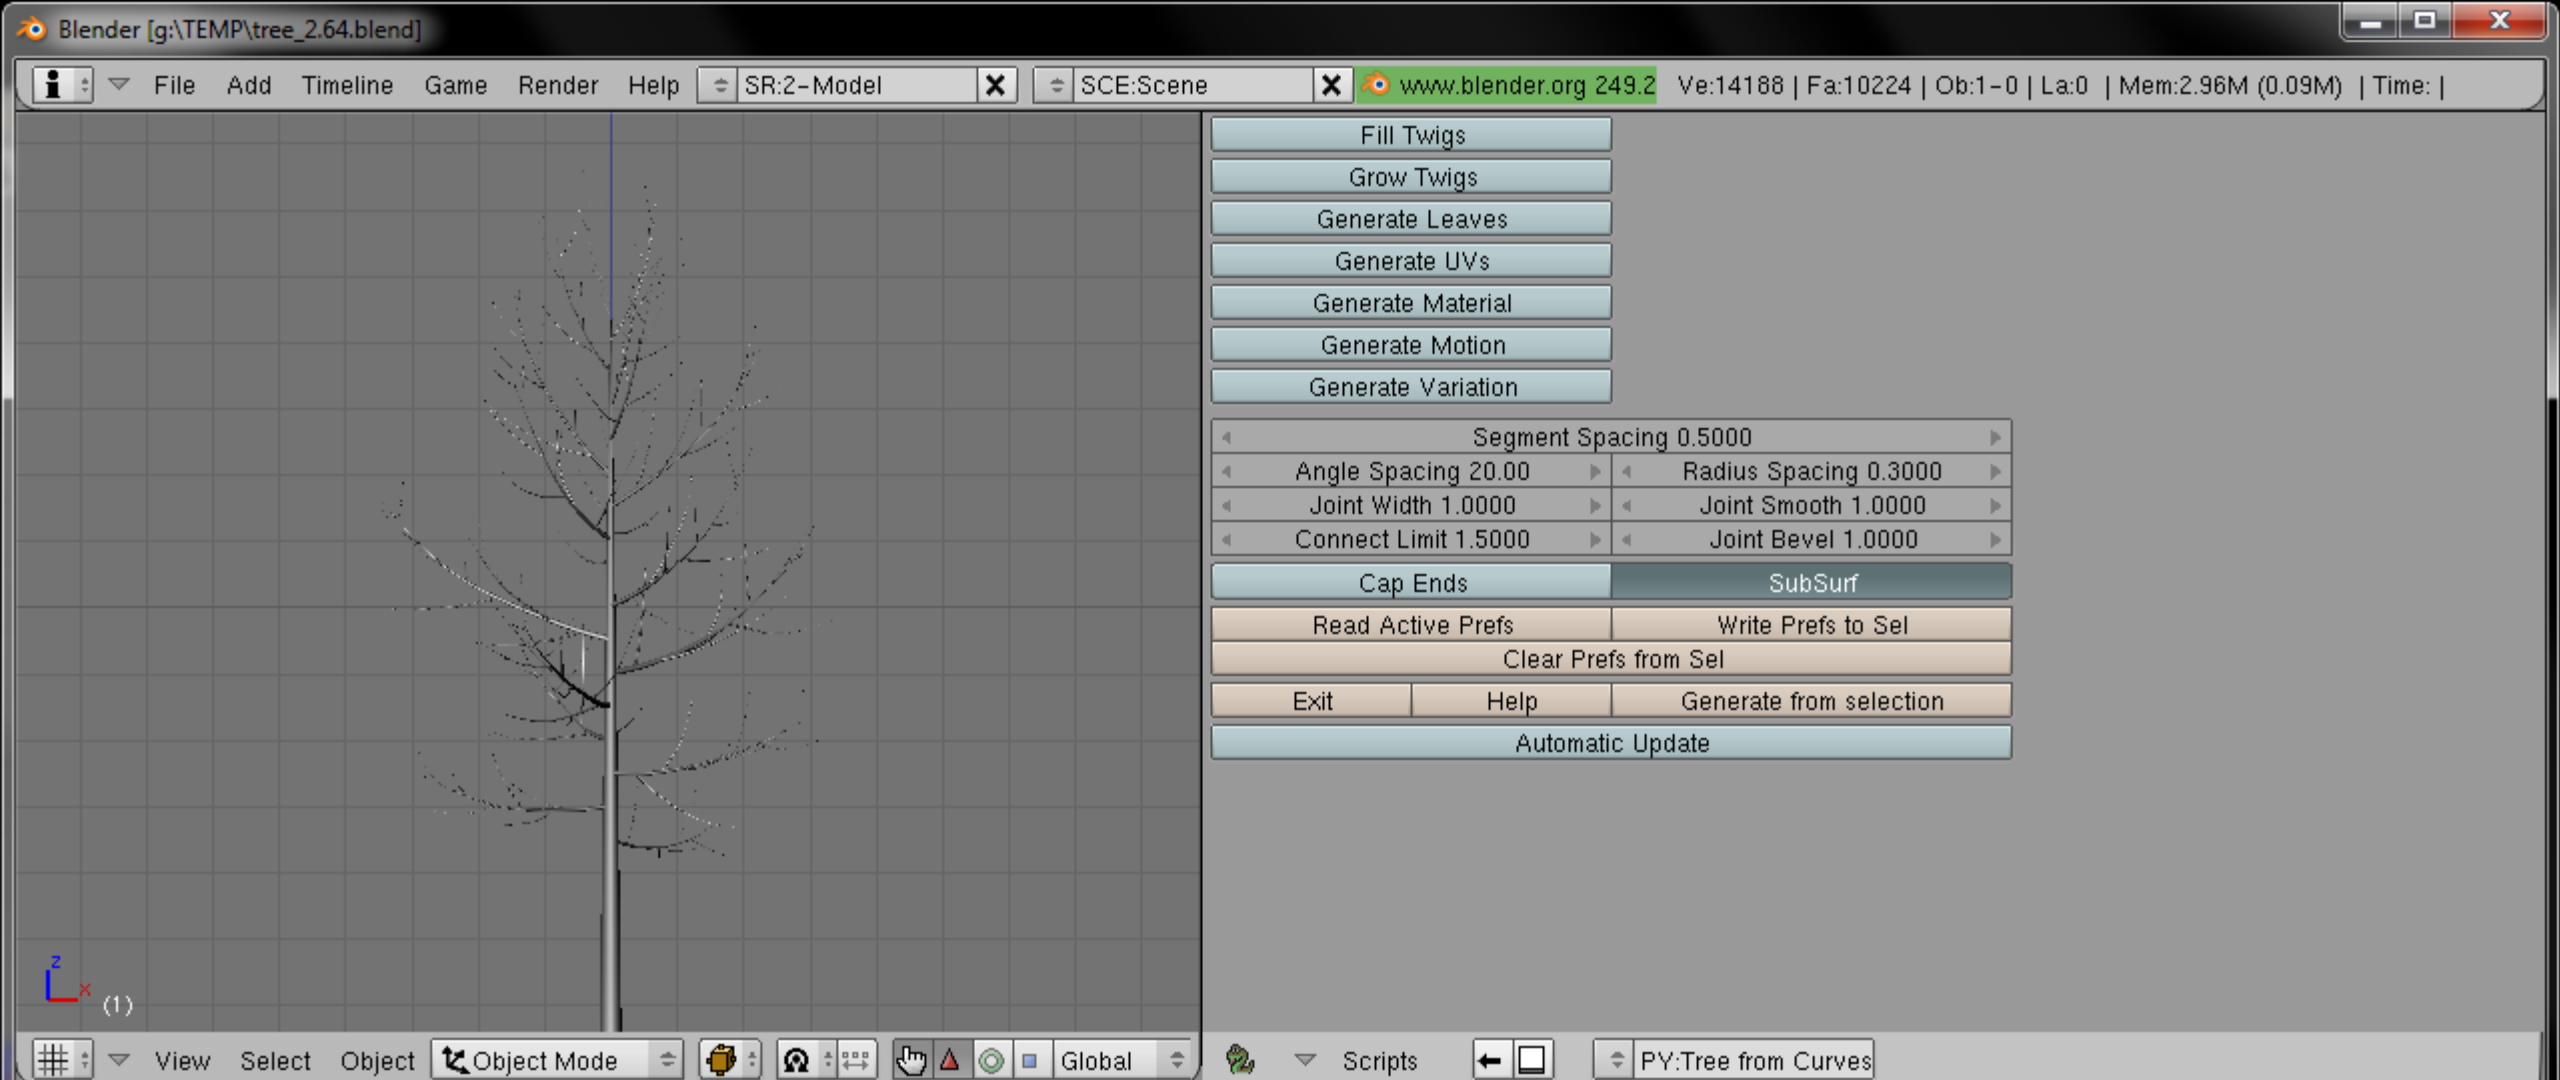 Blender [g:\TEMP\tree_2.64.blend]
File Add Timeline Game Render Help SR:2-Model SCE:Scene www.blender.org 249.2 Ve:14188 | Fa:10224 | Ob:1-0 | La:0 | Mem:2.96M (0.09M) | Time: |
Fill Twigs
Grow Twigs
Generate Leaves
Generate UVs
Generate Material
Generate Motion
Generate Variation
Segment Spacing 0.5000
Angle Spacing 20.00 Radius Spacing 0.3000
Joint Width 1.0000 Joint Smooth 1.0000
Connect Limit 1.5000 Joint Bevel 1.0000
Cap Ends SubSurf
Read Active Prefs Write Prefs to Sel
Clear Prefs from Sel
Exit Help Generate from selection
Automatic Update
z
x
(1)
View Select Object Object Mode Global Scripts PY:Tree from Curves